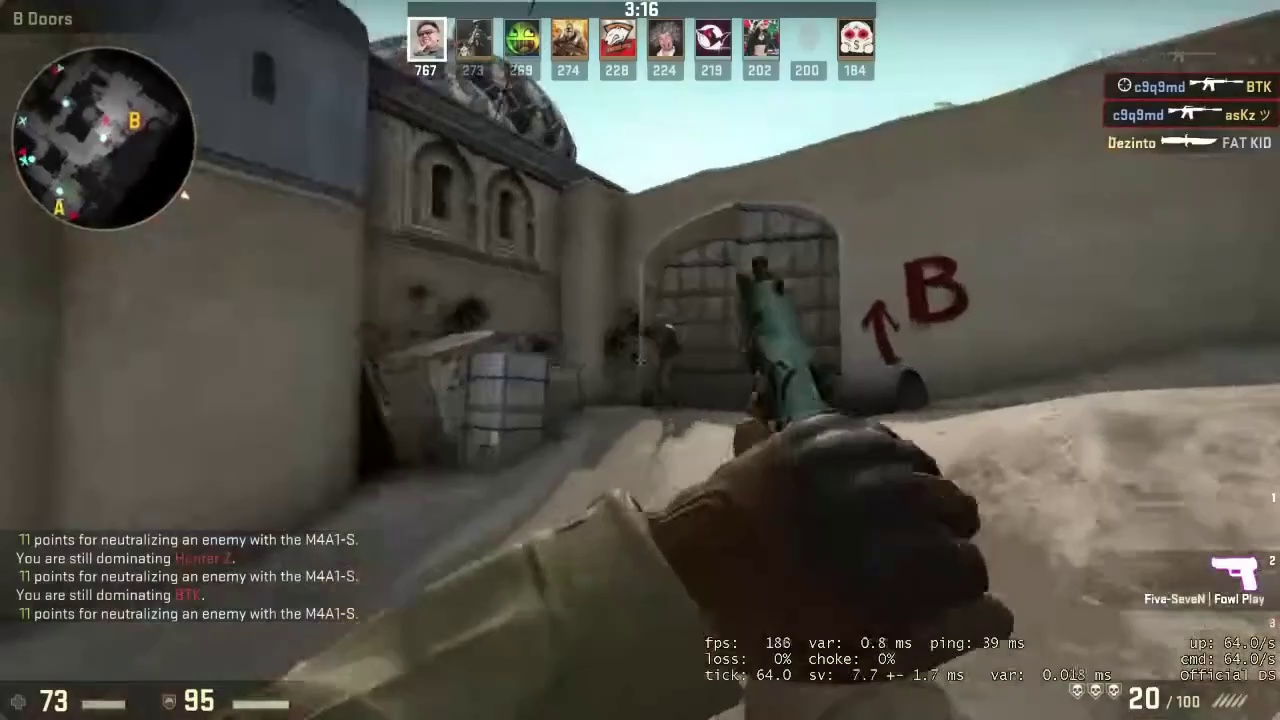 B Doors
3:16
767 273 269 274 228 224 219 202 200 184
c9q9md BTK
c9q9md asKz ツ
Dezinto FAT KID
B
A
B
11 points for neutralizing an enemy with the M4A1-S.
You are still dominating Hunter Z.
11 points for neutralizing an enemy with the M4A1-S.
You are still dominating BTK.
11 points for neutralizing an enemy with the M4A1-S.
1
2
Five-SeveN | Fowl Play
3
fps: 186 var: 0.8 ms ping: 39 ms up: 64.0/s
loss: 0% choke: 0% cmd: 64.0/s
tick: 64.0 sv: 7.7 +- 1.7 ms var: 0.018 ms Official DS
73 95 20 / 100